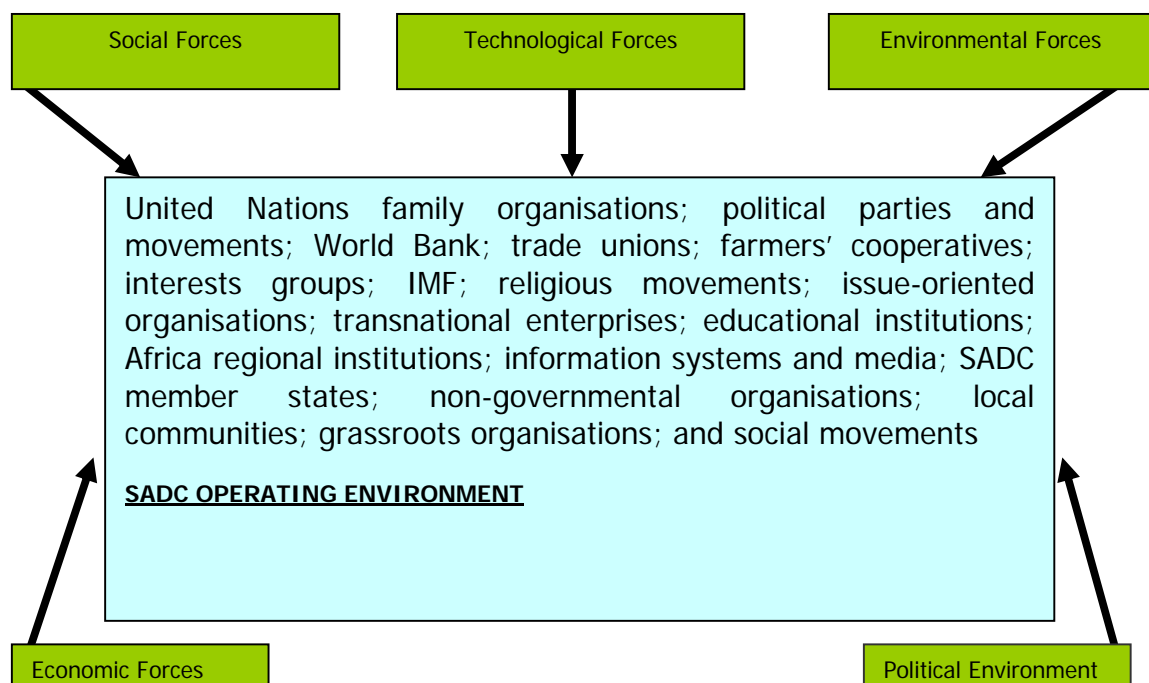 Social Forces
Technological Forces
Environmental Forces
United Nations family organisations; political parties and
movements; World Bank; trade unions; farmers’ cooperatives;
interests groups; IMF; religious movements; issue-oriented
organisations; transnational enterprises; educational institutions;
Africa regional institutions; information systems and media; SADC
member states; non-governmental organisations; local
communities; grassroots organisations; and social movements
SADC OPERATING ENVIRONMENT
Economic Forces
Political Environment